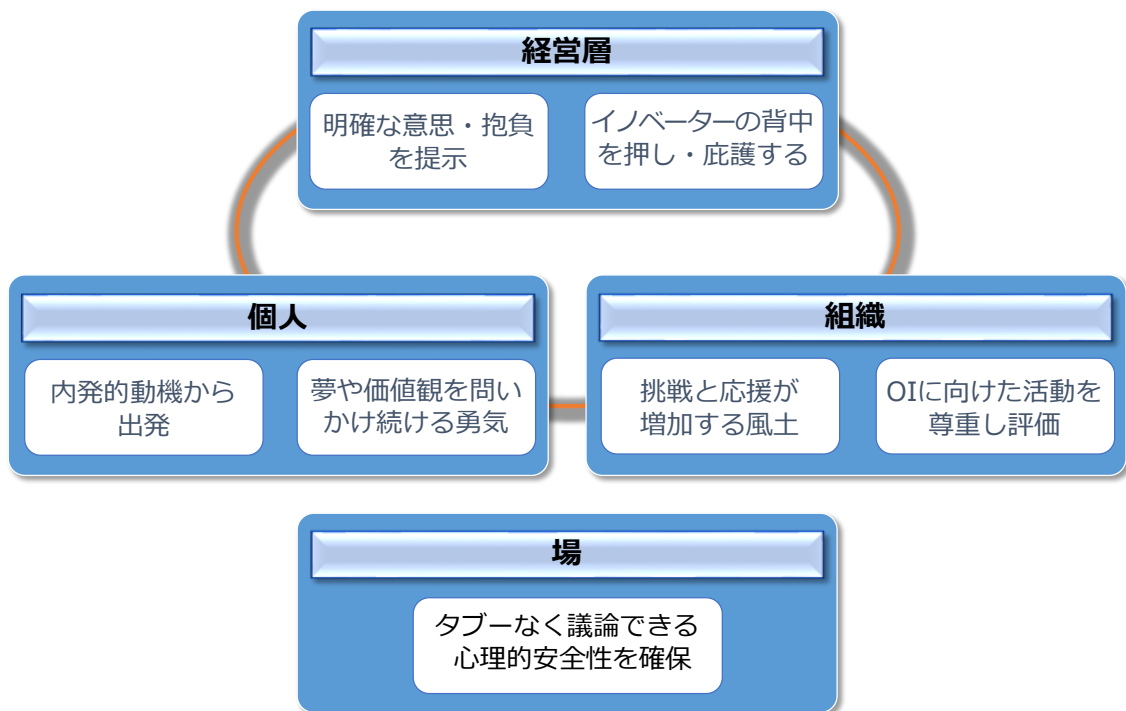 経営層
明確な意思・抱負
を提示
イノベーターの背中
を押し・庇護する
個人
内発的動機から
出発
夢や価値観を問い
かけ続ける勇気
組織
挑戦と応援が
増加する風土
OIに向けた活動を
尊重し評価
場
タブーなく議論できる
心理的安全性を確保